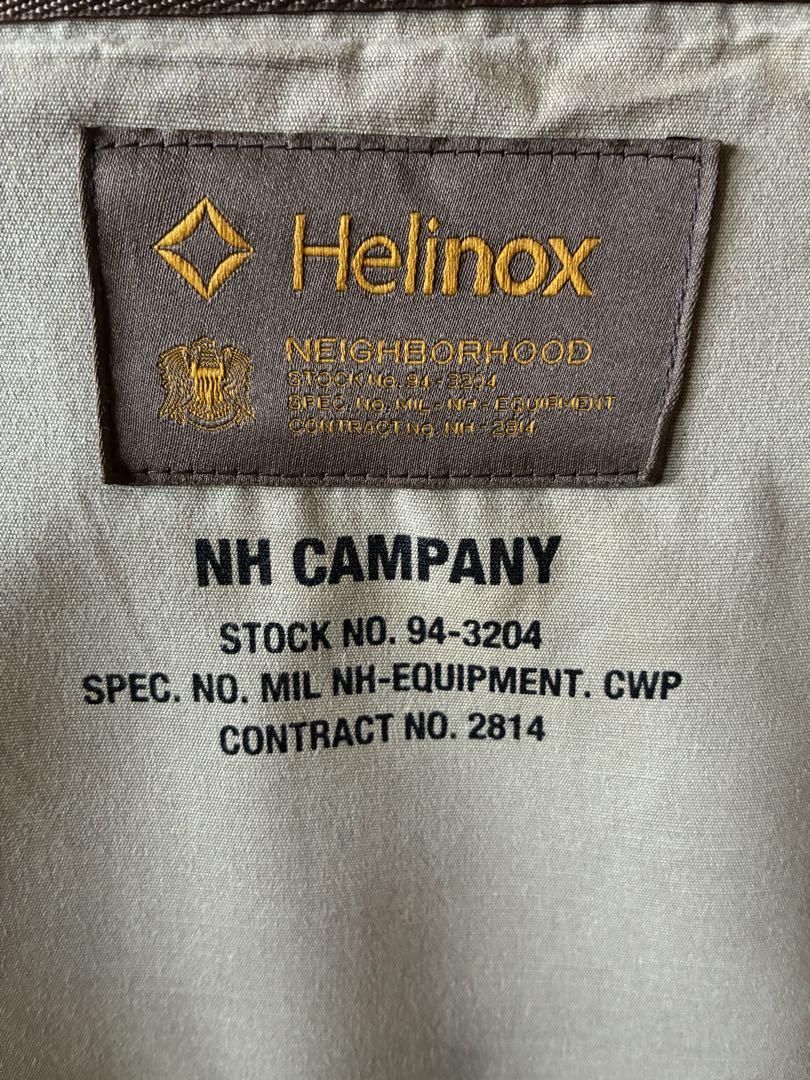 Helinox
NEIGHBORHOOD
STOCK No. 94-3204
SPEC. No. MIL-NH-EQUIPMENT
CONTRACT No. NH-2814
NH CAMPANY
STOCK NO. 94-3204
SPEC. NO. MIL NH-EQUIPMENT. CWP
CONTRACT NO. 2814